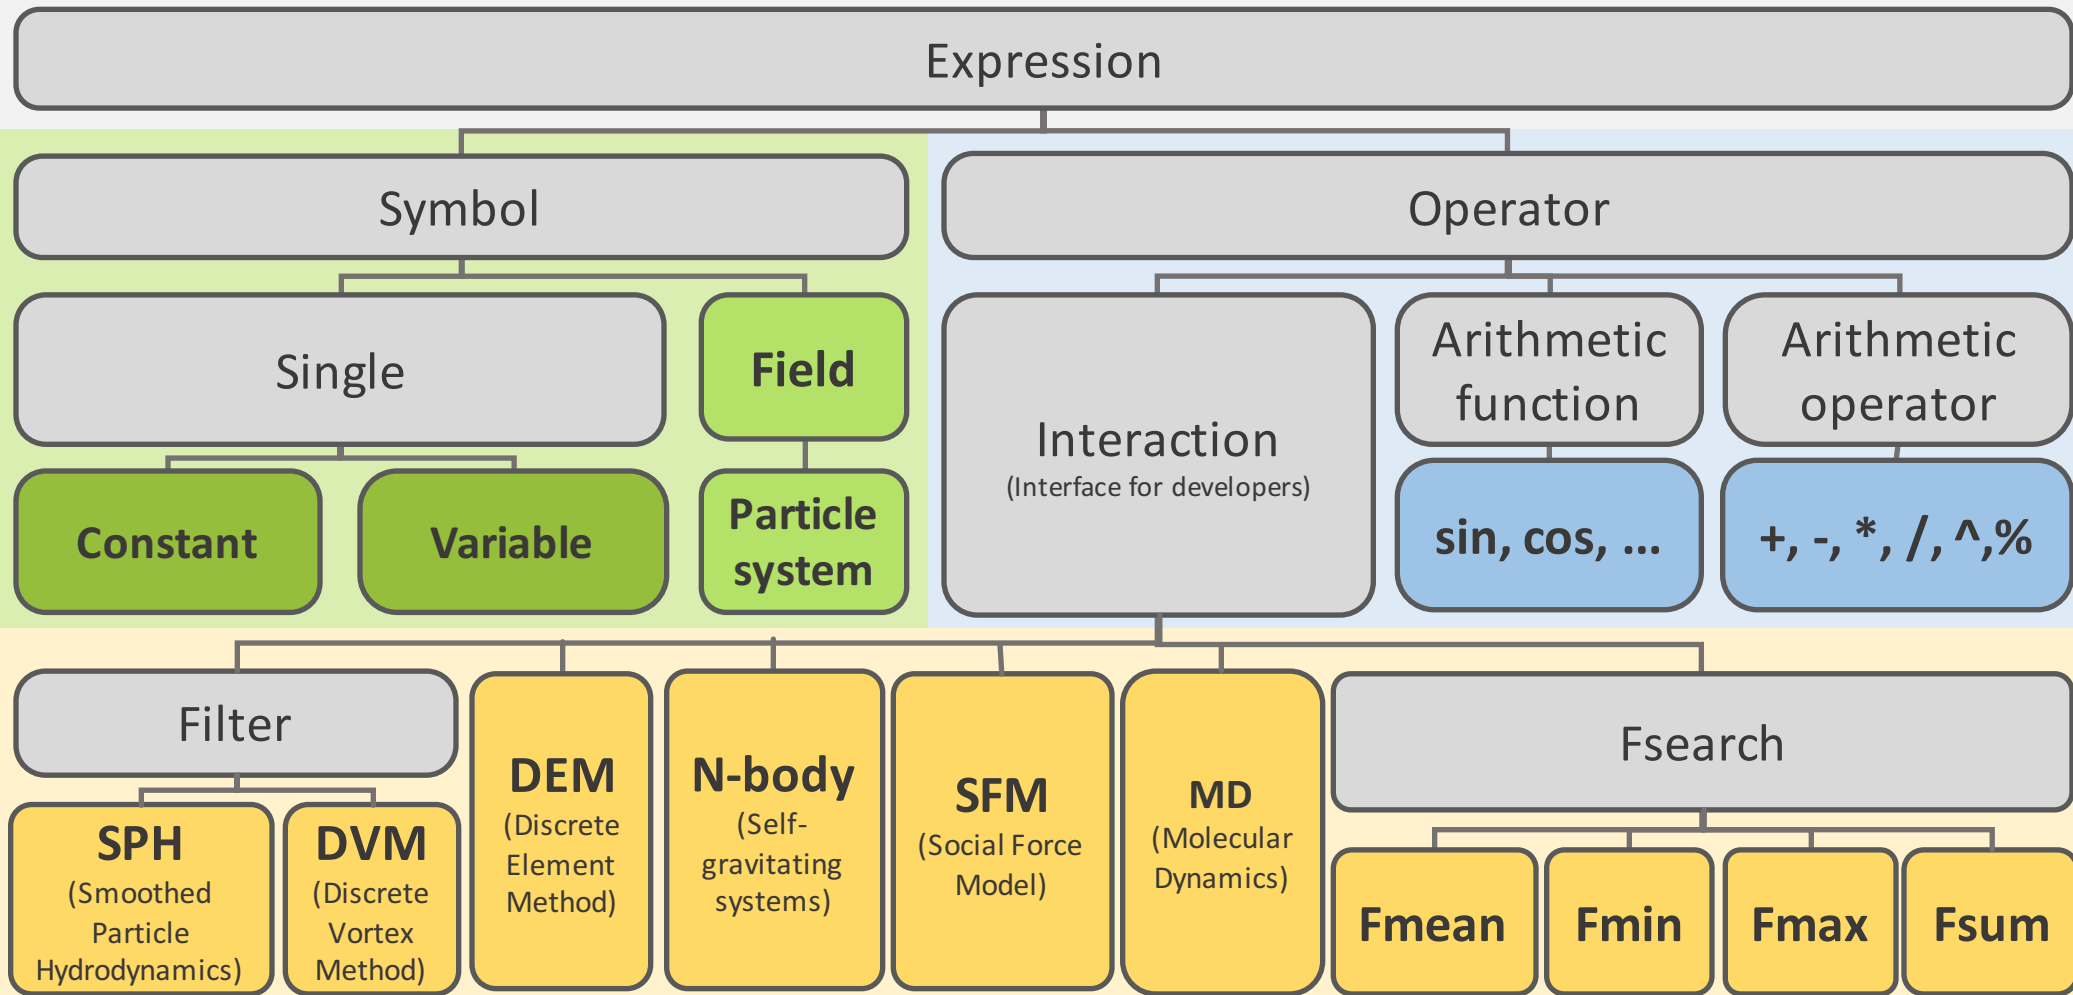 Expression
Symbol
Operator
Single
Field
Interaction
(Interface for developers)
Arithmetic
function
Arithmetic
operator
Constant
Variable
Particle
system
sin, cos, ...
+, -, *, /, ^,%
Filter
SPH
(Smoothed
Particle
Hydrodynamics)
DVM
(Discrete
Vortex
Method)
DEM
(Discrete
Element
Method)
N-body
(Self-
gravitating
systems)
SFM
(Social Force
Model)
MD
(Molecular
Dynamics)
Fsearch
Fmean
Fmin
Fmax
Fsum